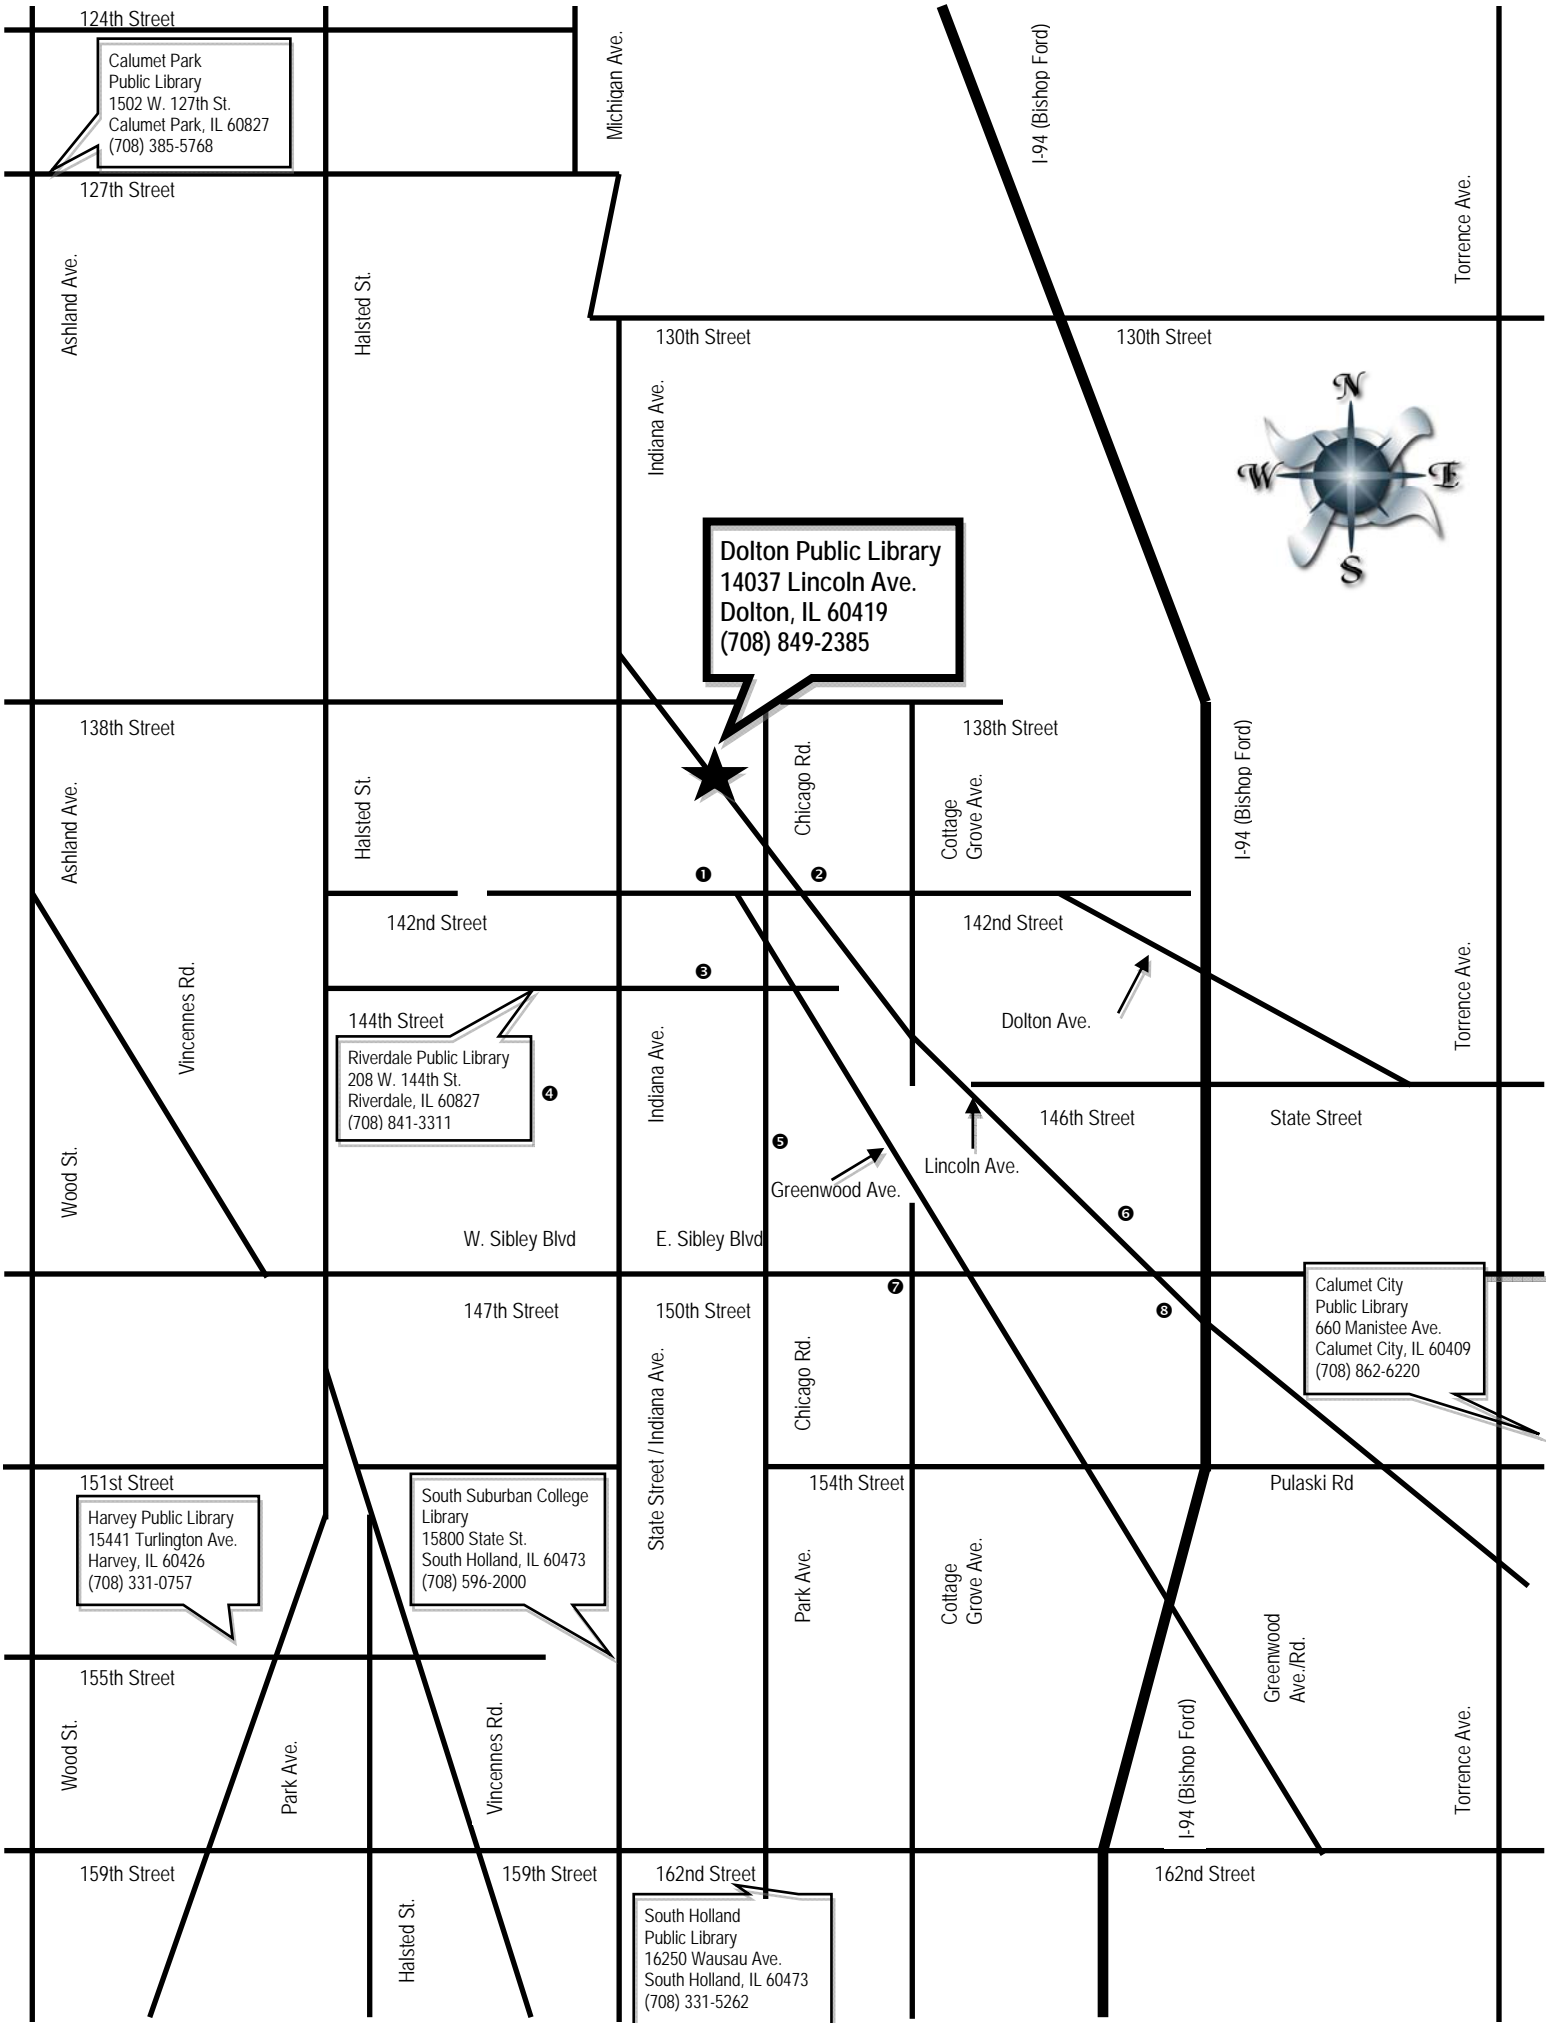 124th Street
Calumet Park
Public Library
1502 W. 127th St.
Calumet Park, IL 60827
(708) 385-5768
Michigan Ave.
I-94 (Bishop Ford)
127th Street
Torrence Ave.
Ashland Ave.
Halsted St.
130th Street
130th Street
Indiana Ave.
N
W
E
S
Dolton Public Library
14037 Lincoln Ave.
Dolton, IL 60419
(708) 849-2385
138th Street
138th Street
Ashland Ave.
Halsted St.
Chicago Rd.
Cottage
Grove Ave.
I-94 (Bishop Ford)
❶
❷
142nd Street
142nd Street
Vincennes Rd.
❸
Torrence Ave.
144th Street
Dolton Ave.
Riverdale Public Library
208 W. 144th St.
Riverdale, IL 60827
(708) 841-3311
❹
Indiana Ave.
146th Street
State Street
❺
Wood St.
Lincoln Ave.
Greenwood Ave.
❻
W. Sibley Blvd
E. Sibley Blvd
❼
147th Street
150th Street
❽
Calumet City
Public Library
660 Manistee Ave.
Calumet City, IL 60409
(708) 862-6220
State Street / Indiana Ave.
Chicago Rd.
151st Street
154th Street
Pulaski Rd
Harvey Public Library
15441 Turlington Ave.
Harvey, IL 60426
(708) 331-0757
South Suburban College
Library
15800 State St.
South Holland, IL 60473
(708) 596-2000
Park Ave.
Cottage
Grove Ave.
Greenwood
Ave./Rd.
155th Street
Wood St.
Park Ave.
Vincennes Rd.
I-94 (Bishop Ford)
Torrence Ave.
159th Street
159th Street
162nd Street
162nd Street
Halsted St.
South Holland
Public Library
16250 Wausau Ave.
South Holland, IL 60473
(708) 331-5262